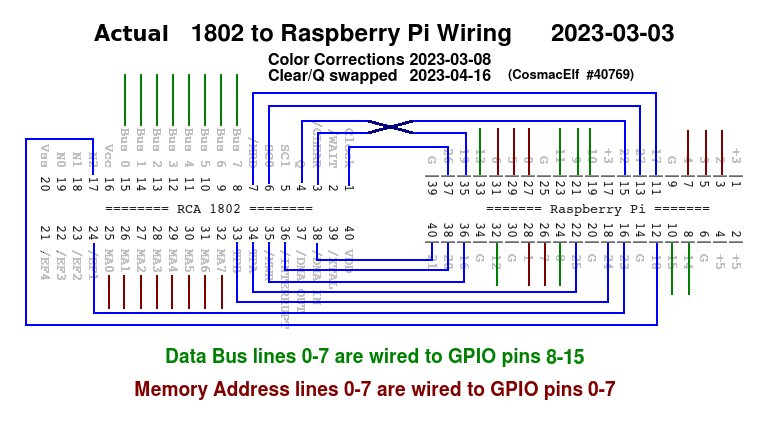 Actual 1802 to Raspberry Pi Wiring 2023-03-03
Color Corrections 2023-03-08
Clear/Q swapped 2023-04-16 (CosmacElf #40769)
Vss N0 N1 N2 Vcc Bus 0 Bus 1 Bus 2 Bus 3 Bus 4 Bus 5 Bus 6 Bus 7 /MRD SC0 SC1 Q /CLEAR /WAIT Clock
20 19 18 17 16 15 14 13 12 11 10 9 8 7 6 5 4 3 2 1
G 26 19 13 6 5 0 G 11 9 10 +3 22 27 17 G 4 3 2 +3
39 37 35 33 31 29 27 25 23 21 19 17 15 13 11 9 7 5 3 1
======== RCA 1802 ========
======= Raspberry Pi =======
21 22 23 24 25 26 27 28 29 30 31 32 33 34 35 36 37 38 39 40
/EF4 /EF3 /EF2 /EF1 MA0 MA1 MA2 MA3 MA4 MA5 MA6 MA7 TPB TPA /MWR /INTERRUPT /DMA OUT /DMA IN /XTAL VDD
40 38 36 34 32 30 28 26 24 22 20 18 16 14 12 10 8 6 4 2
21 20 16 G 12 G 1 7 8 25 G 24 23 G 18 15 14 G +5 +5
Data Bus lines 0-7 are wired to GPIO pins 8-15
Memory Address lines 0-7 are wired to GPIO pins 0-7